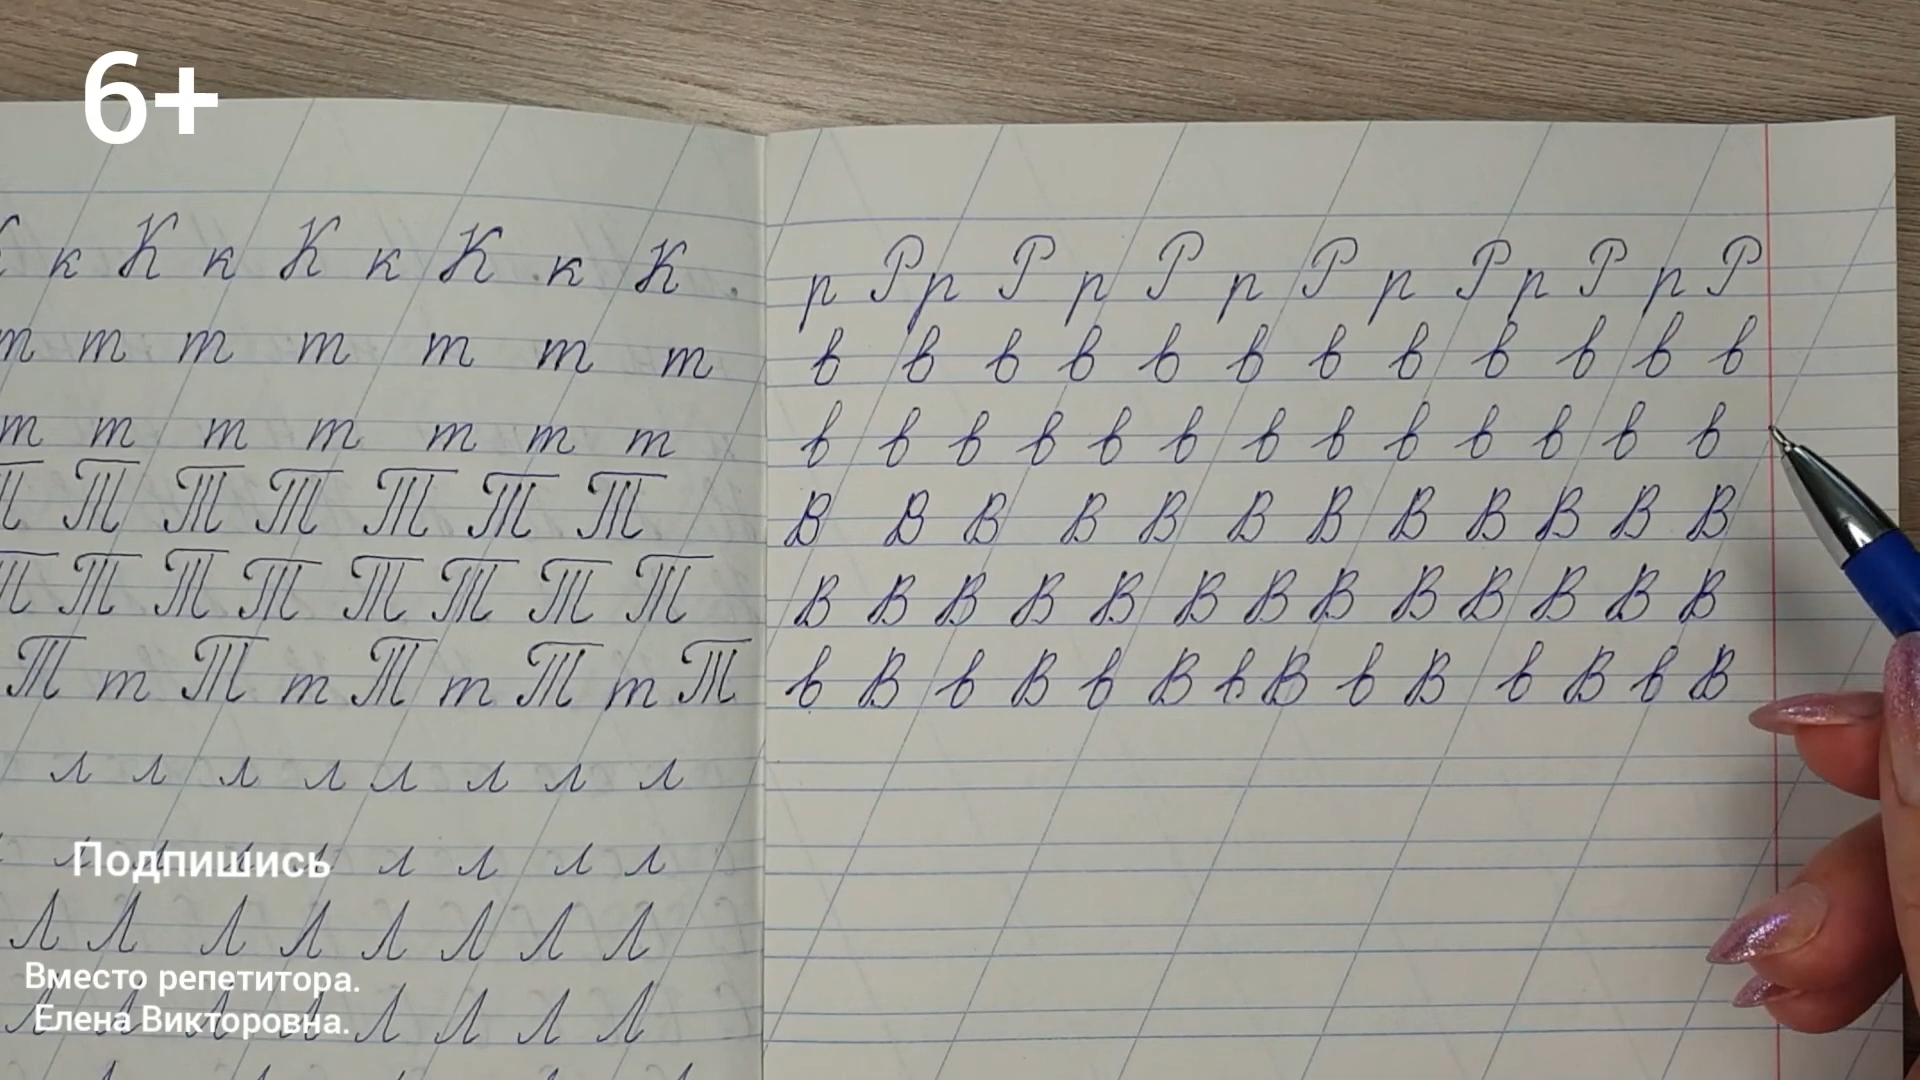 6+
К к К к К к К к К
т т т т т т т
т т т т т т т
Т Т Т Т Т Т Т
Т Т Т Т Т Т Т Т
Т т Т т Т т Т т Т
л л л л л л л л
л л л л л л л л
Л Л Л Л Л Л Л Л
Л Л Л Л Л Л Л Л
р Р р Р р Р р Р р Р р Р р Р
в в в в в в в в в в в в
в в в в в в в в в в в в в
В В В В В В В В В В В В
В В В В В В В В В В В В В
в В в В в В в В в В в В в В
Подпишись
Вместо репетитора.
Елена Викторовна.